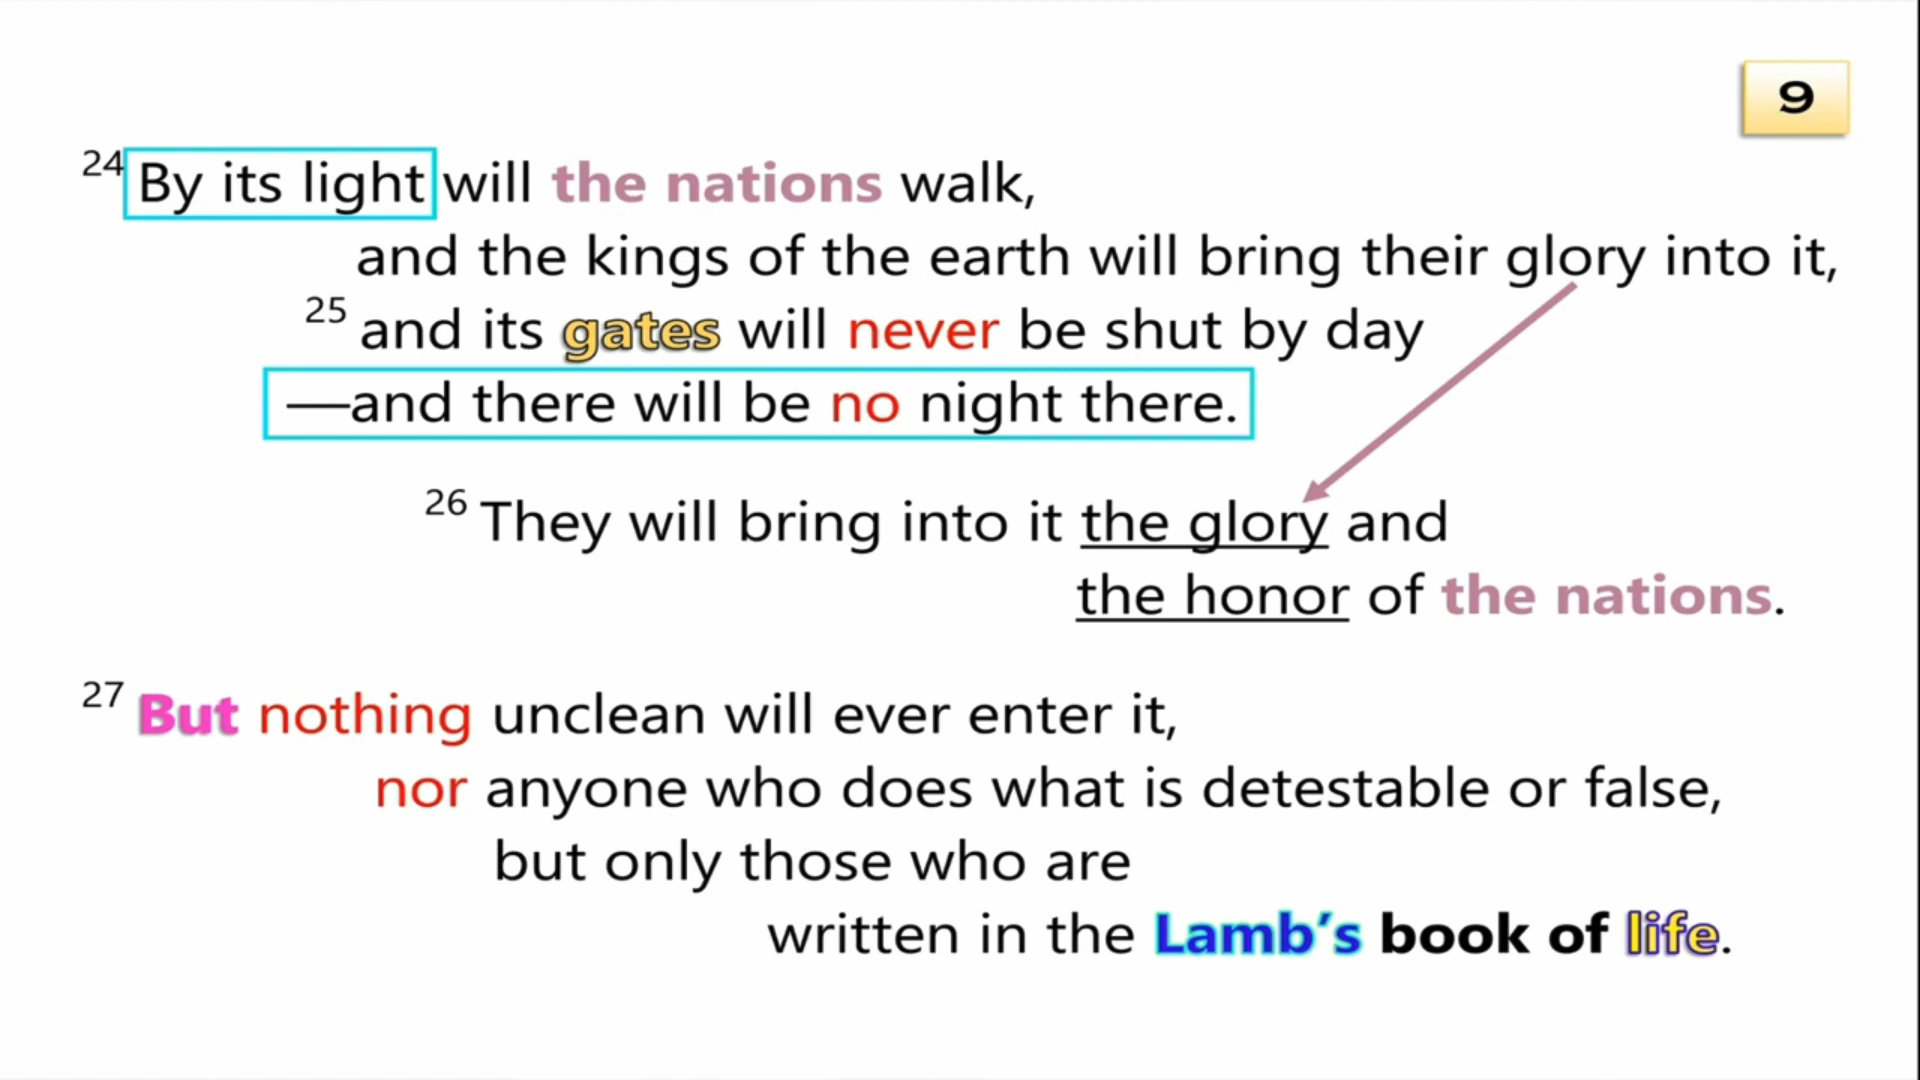 9
24 By its light will the nations walk,
and the kings of the earth will bring their glory into it,
25 and its gates will never be shut by day
—and there will be no night there.
26 They will bring into it the glory and
the honor of the nations.
27 But nothing unclean will ever enter it,
nor anyone who does what is detestable or false,
but only those who are
written in the Lamb’s book of life.